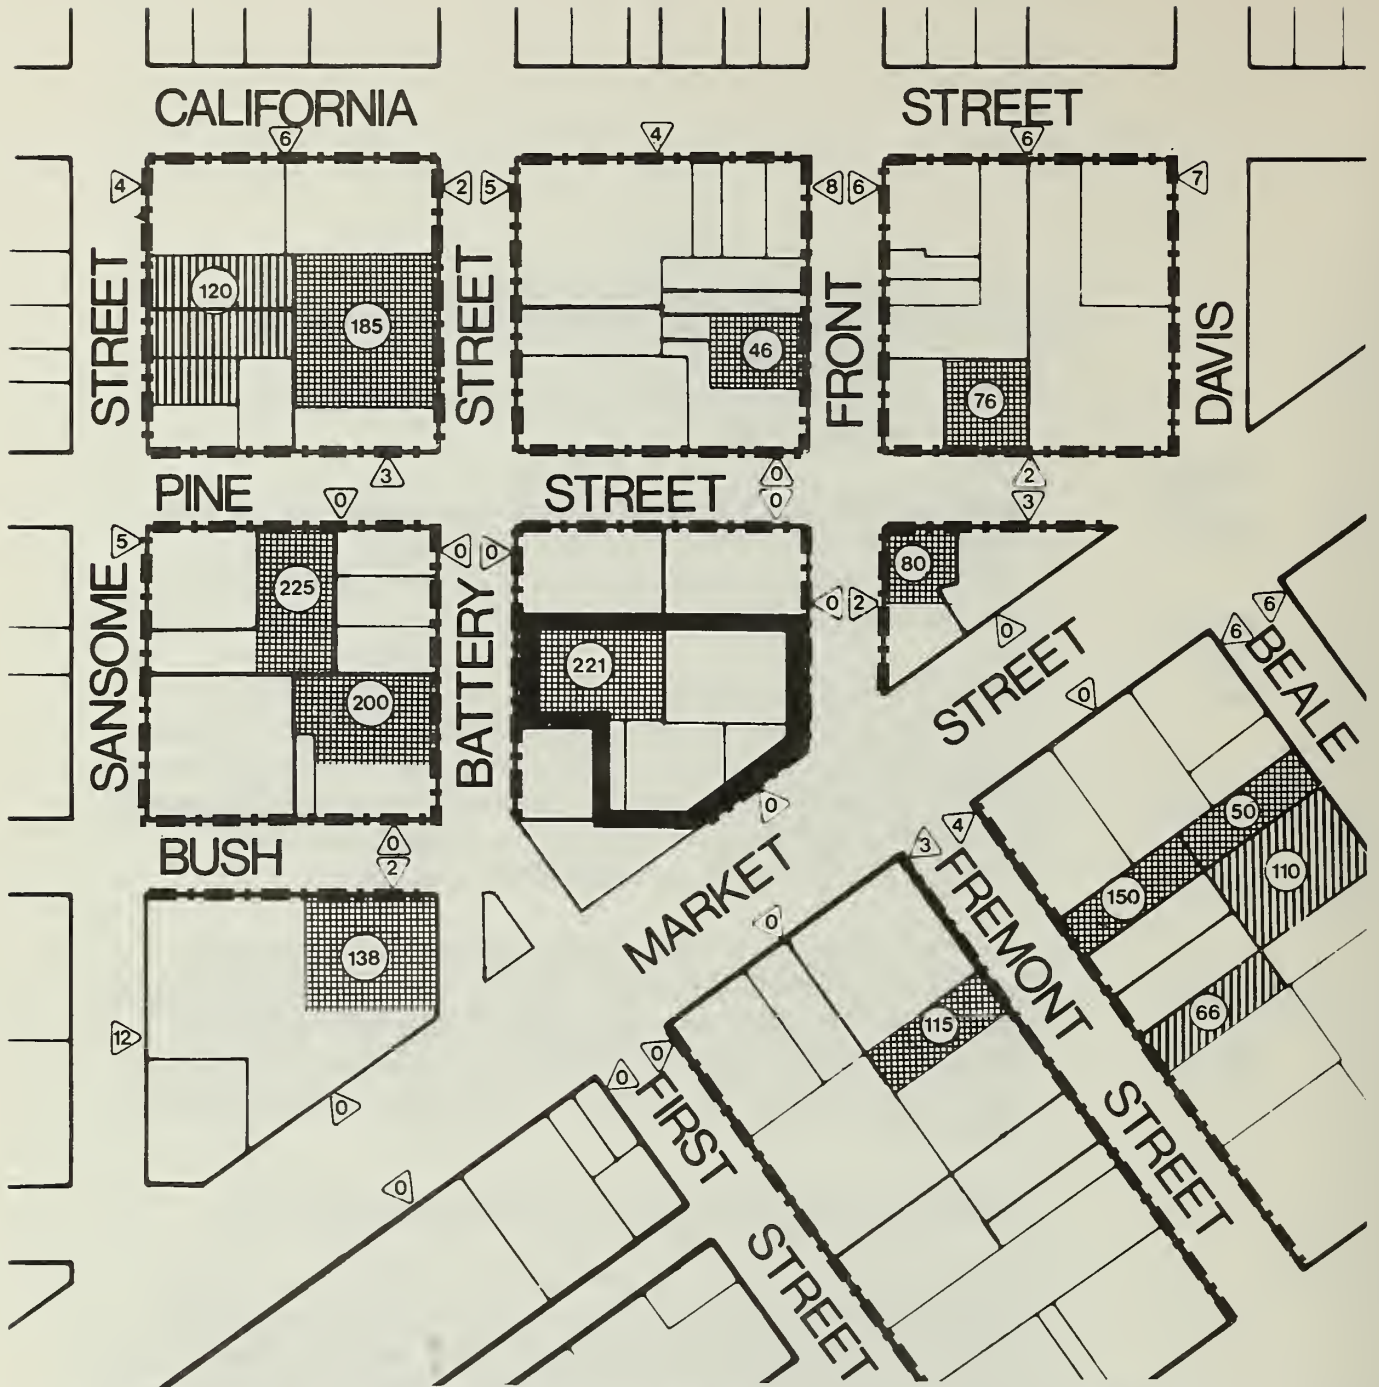 CALIFORNIA STREET
6 4 6
4 2 5 8 6 7
STREET STREET FRONT DAVIS
120 185 46 76
3 0 2
PINE STREET
0 0 3
5 0 0 0 2 0
SANSOME BATTERY
225 221 80
200
STREET
6 6
BEALE
0
0
0
BUSH
2
MARKET
3 4
FREMONT
STREET
50
110
150
66
138
0
115
12
0
0 0
FIRST
STREET
0